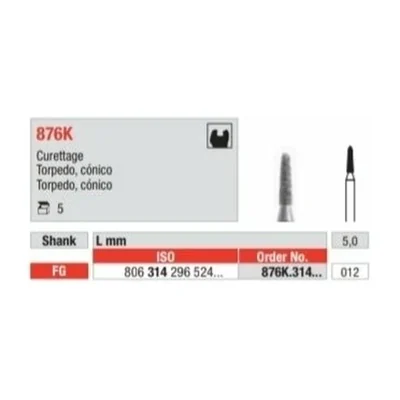 876K
Curettage
Torpedo, cónico
Torpedo, cónico
5
Shank L mm 5,0
ISO Order No.
FG 806 314 296 524... 876K.314... 012